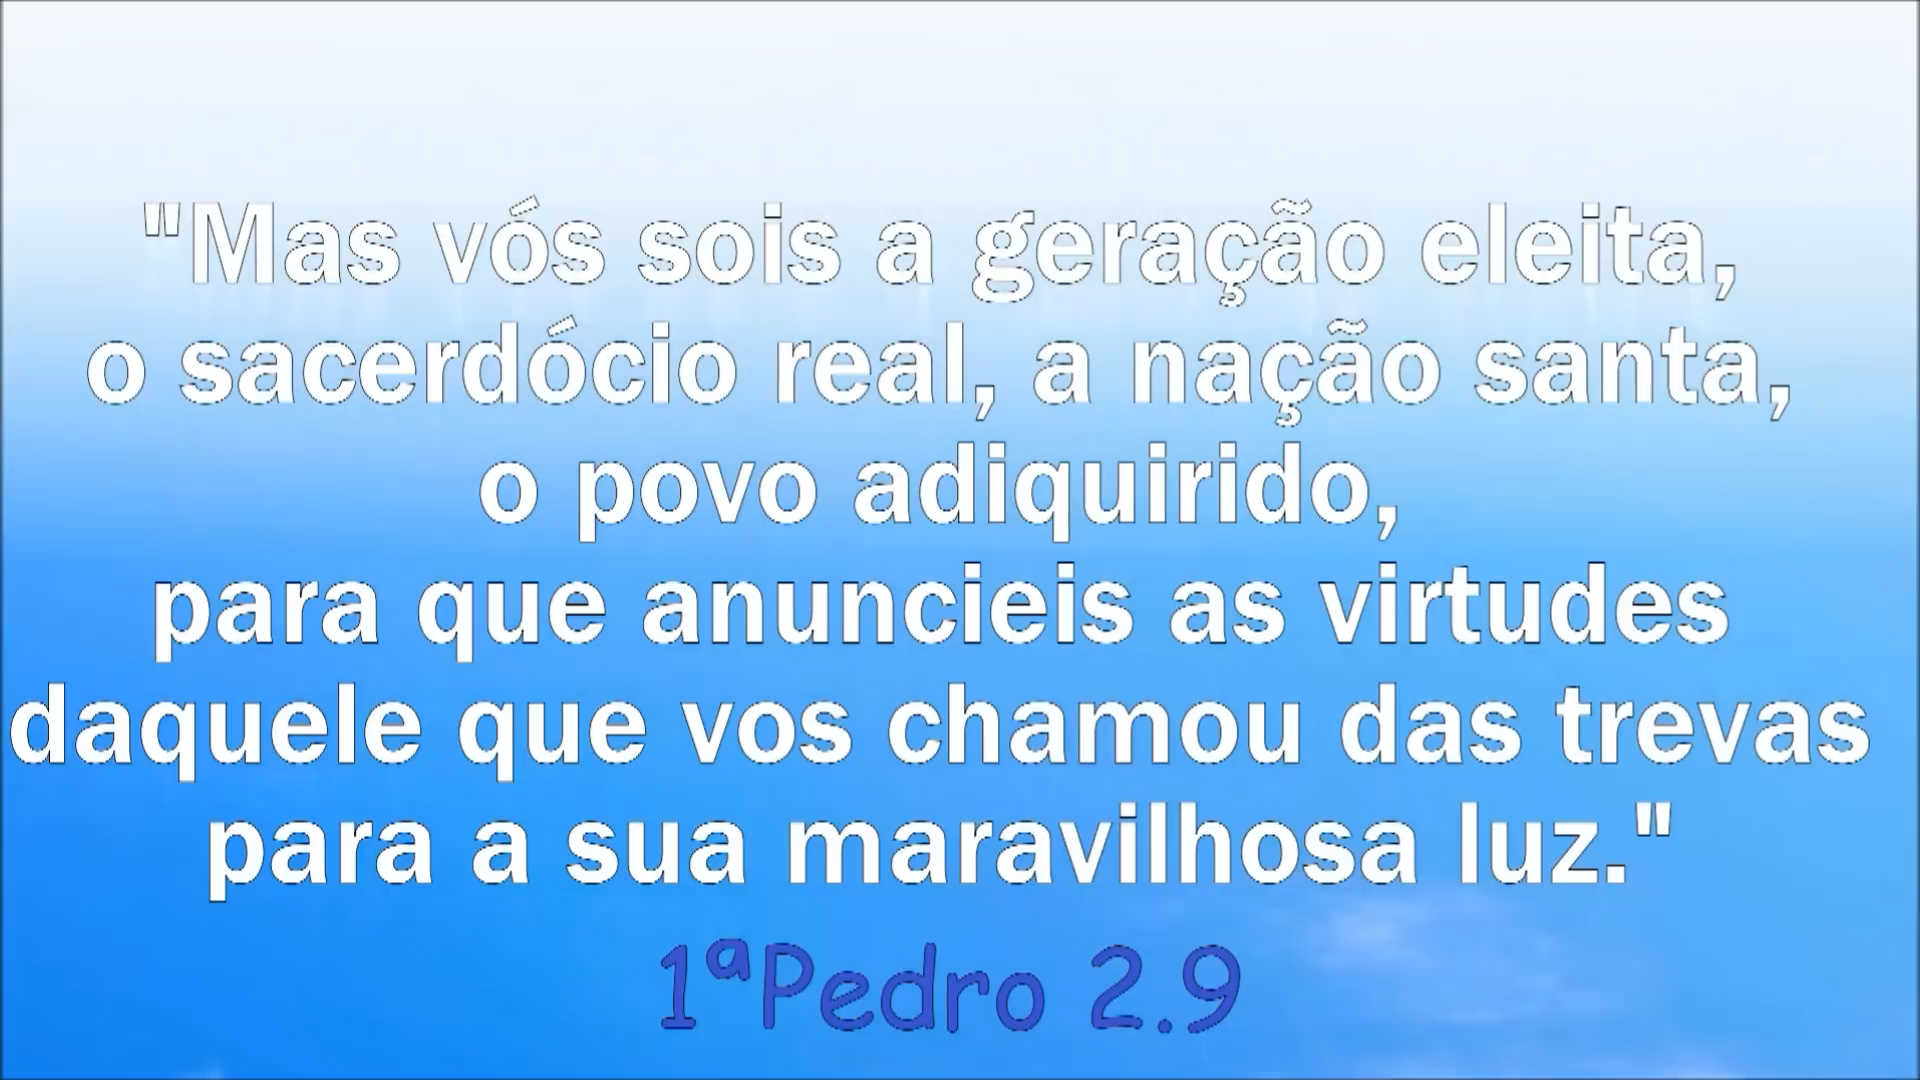 "Mas vós sois a geração eleita,
o sacerdócio real, a nação santa,
o povo adiquirido,
para que anuncieis as virtudes
daquele que vos chamou das trevas
para a sua maravilhosa luz."
1ªPedro 2.9